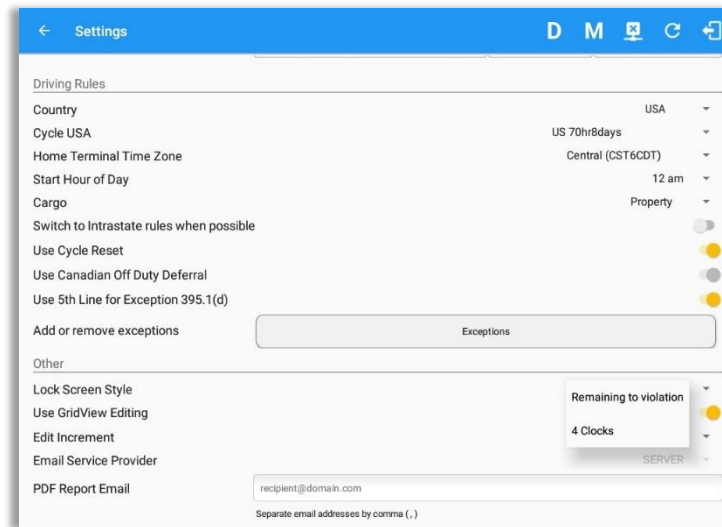 Settings D M
Driving Rules
Country USA
Cycle USA US 70hr8days
Home Terminal Time Zone Central (CST6CDT)
Start Hour of Day 12 am
Cargo Property
Switch to Intrastate rules when possible
Use Cycle Reset
Use Canadian Off Duty Deferral
Use 5th Line for Exception 395.1(d)
Add or remove exceptions Exceptions
Other
Lock Screen Style Remaining to violation
Use GridView Editing
Edit Increment 4 Clocks
Email Service Provider SERVER
PDF Report Email recipient@domain.com
Separate email addresses by comma (,)